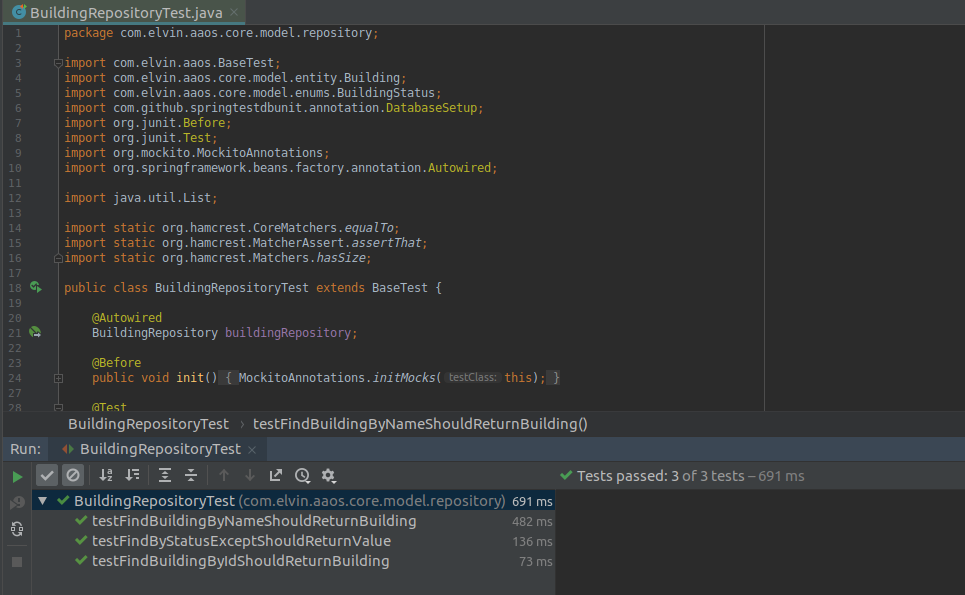 BuildingRepositoryTest.java
1 package com.elvin.aaos.core.model.repository;
2
3 import com.elvin.aaos.BaseTest;
4 import com.elvin.aaos.core.model.entity.Building;
5 import com.elvin.aaos.core.model.enums.BuildingStatus;
6 import com.github.springtestdbunit.annotation.DatabaseSetup;
7 import org.junit.Before;
8 import org.junit.Test;
9 import org.mockito.MockitoAnnotations;
10 import org.springframework.beans.factory.annotation.Autowired;
11
12 import java.util.List;
13
14 import static org.hamcrest.CoreMatchers.equalTo;
15 import static org.hamcrest.MatcherAssert.assertThat;
16 import static org.hamcrest.Matchers.hasSize;
17
18 public class BuildingRepositoryTest extends BaseTest {
19
20 @Autowired
21 BuildingRepository buildingRepository;
22
23 @Before
24 public void init() { MockitoAnnotations.initMocks( testClass: this); }
27
28 @Test
BuildingRepositoryTest › testFindBuildingByNameShouldReturnBuilding()
Run: BuildingRepositoryTest
Tests passed: 3 of 3 tests – 691 ms
BuildingRepositoryTest (com.elvin.aaos.core.model.repository) 691 ms
testFindBuildingByNameShouldReturnBuilding 482 ms
testFindByStatusExceptShouldReturnValue 136 ms
testFindBuildingByIdShouldReturnBuilding 73 ms